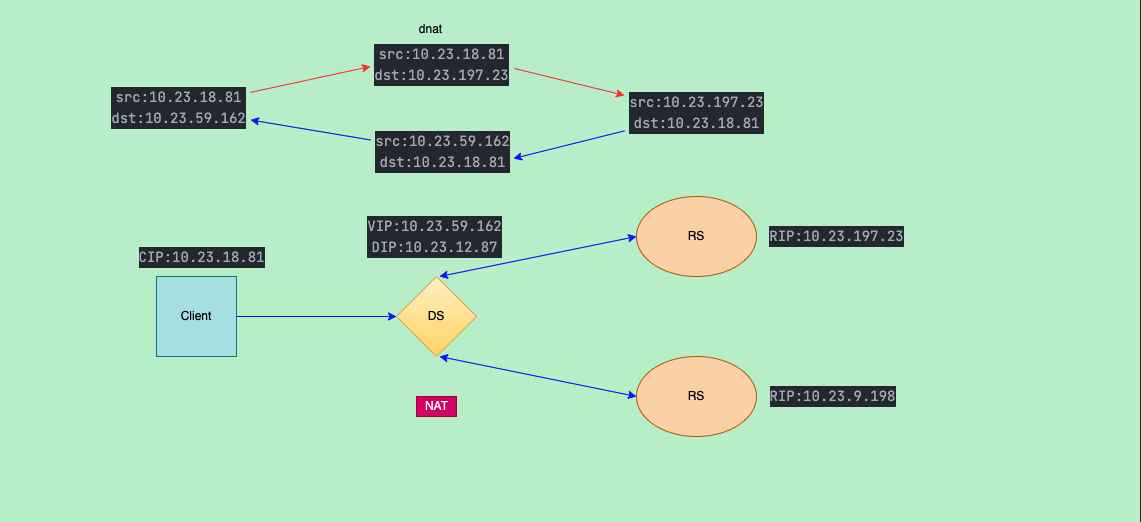 dnat
src:10.23.18.81
dst:10.23.197.23
src:10.23.18.81
dst:10.23.59.162
src:10.23.197.23
dst:10.23.18.81
src:10.23.59.162
dst:10.23.18.81
VIP:10.23.59.162
DIP:10.23.12.87
RS
RIP:10.23.197.23
CIP:10.23.18.81
Client
DS
RS
RIP:10.23.9.198
NAT